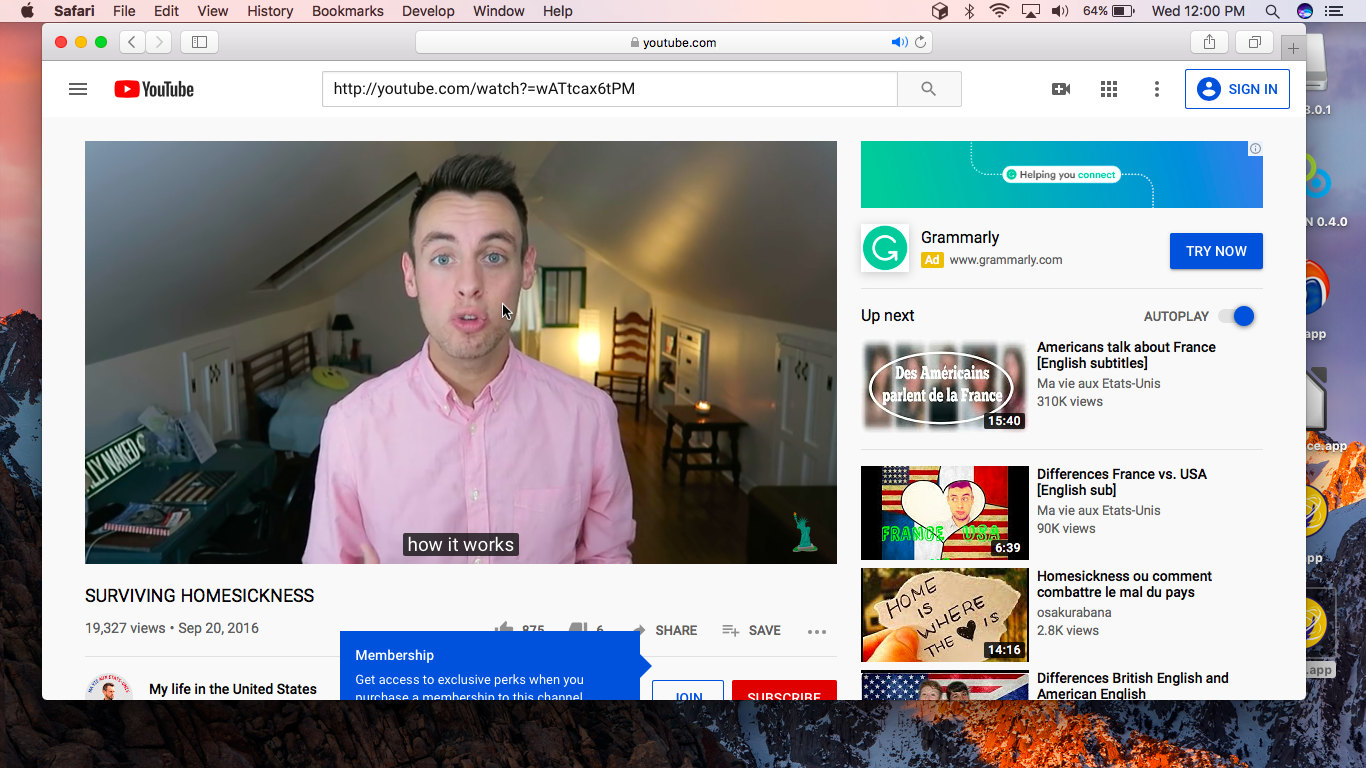 Safari File Edit View History Bookmarks Develop Window Help 64% Wed 12:00 PM
youtube.com
YouTube
http://youtube.com/watch?=wATtcax6tPM
SIGN IN
Helping you connect
Grammarly
Ad www.grammarly.com
TRY NOW
Up next
AUTOPLAY
Des Américains
parlent de la France
15:40
Americans talk about France
[English subtitles]
Ma vie aux Etats-Unis
310K views
FRANCE USA
6:39
Differences France vs. USA
[English sub]
Ma vie aux Etats-Unis
90K views
HOME
IS
WHERE
THE IS
14:16
Homesickness ou comment
combattre le mal du pays
osakurabana
2.8K views
Differences British English and
American English
LLY NAKED
how it works
SURVIVING HOMESICKNESS
19,327 views • Sep 20, 2016
875 6 SHARE SAVE
Membership
Get access to exclusive perks when you
purchase a membership to this channel
My life in the United States
JOIN
SUBSCRIBE
3.0.1
N 0.4.0
app
ce.app
pp
.app